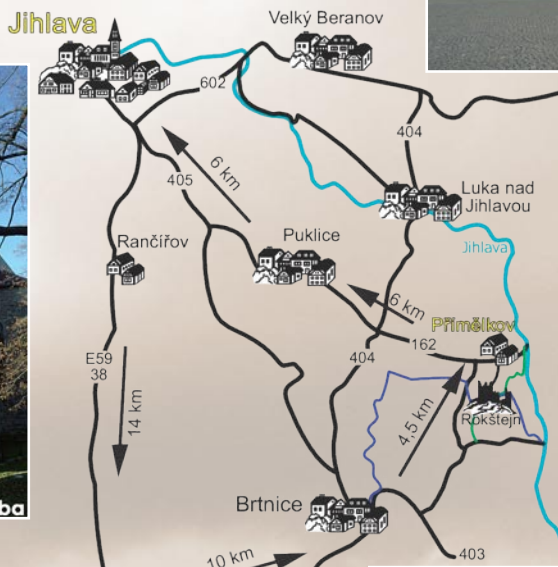 Jihlava
Velký Beranov
602
404
6 km
405
Luka nad
Jihlavou
Rančířov
Puklice
Jihlava
6 km
Přímělkov
162
404
E59
38
14 km
4,5 km
Rokštejn
ba
Brtnice
403
10 km